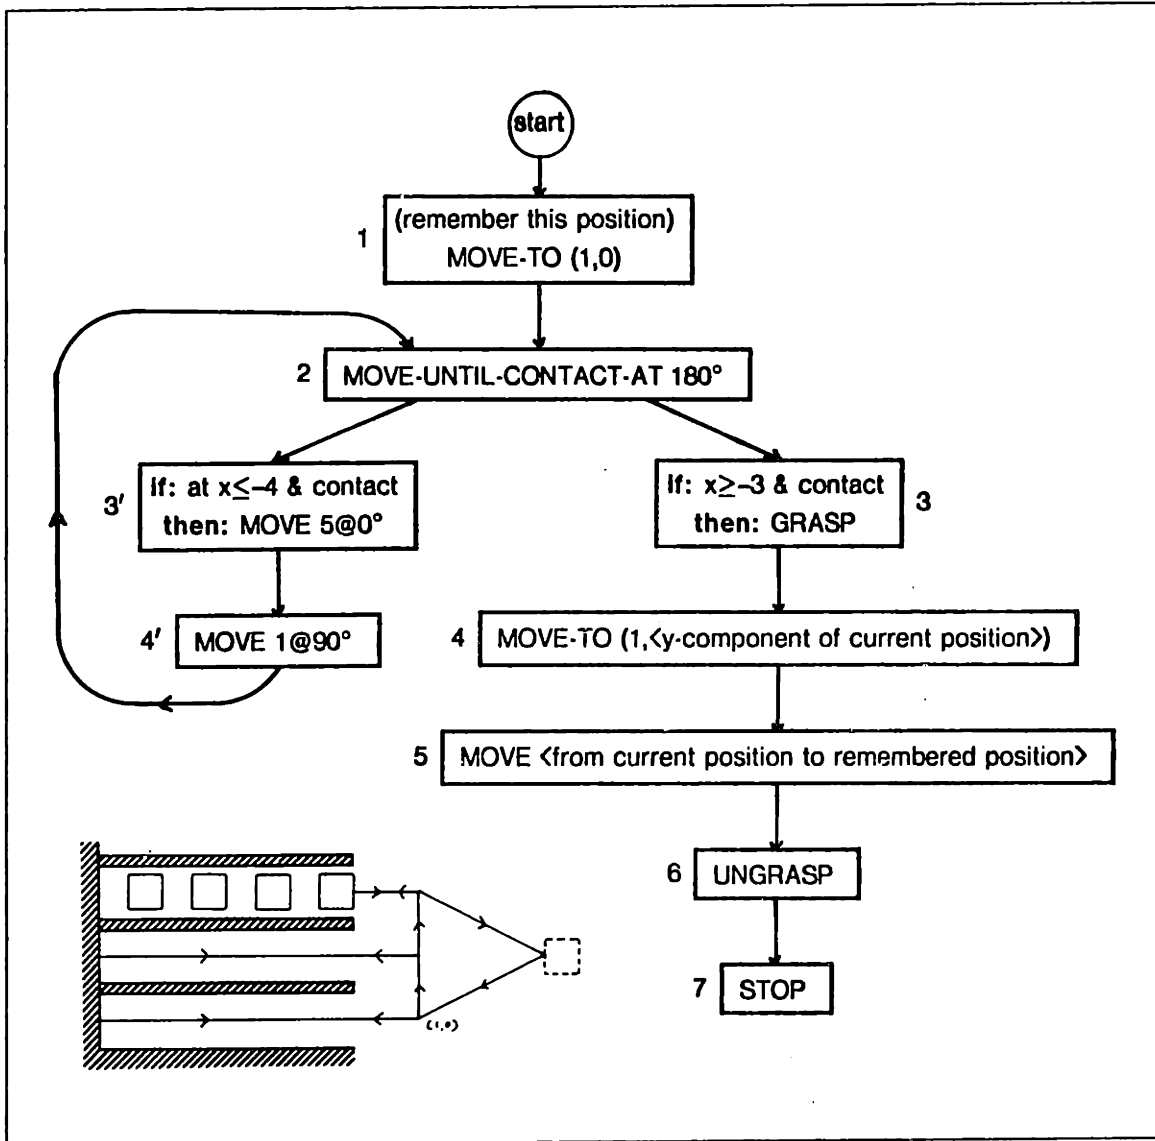 start
1
(remember this position)
MOVE-TO (1,0)
2
MOVE-UNTIL-CONTACT-AT 180°
3'
If: at x≤-4 & contact
then: MOVE 5@0°
If: x≥-3 & contact
then: GRASP
3
4'
MOVE 1@90°
4
MOVE-TO (1,<y-component of current position>)
5
MOVE <from current position to remembered position>
6
UNGRASP
7
STOP
(1,0)